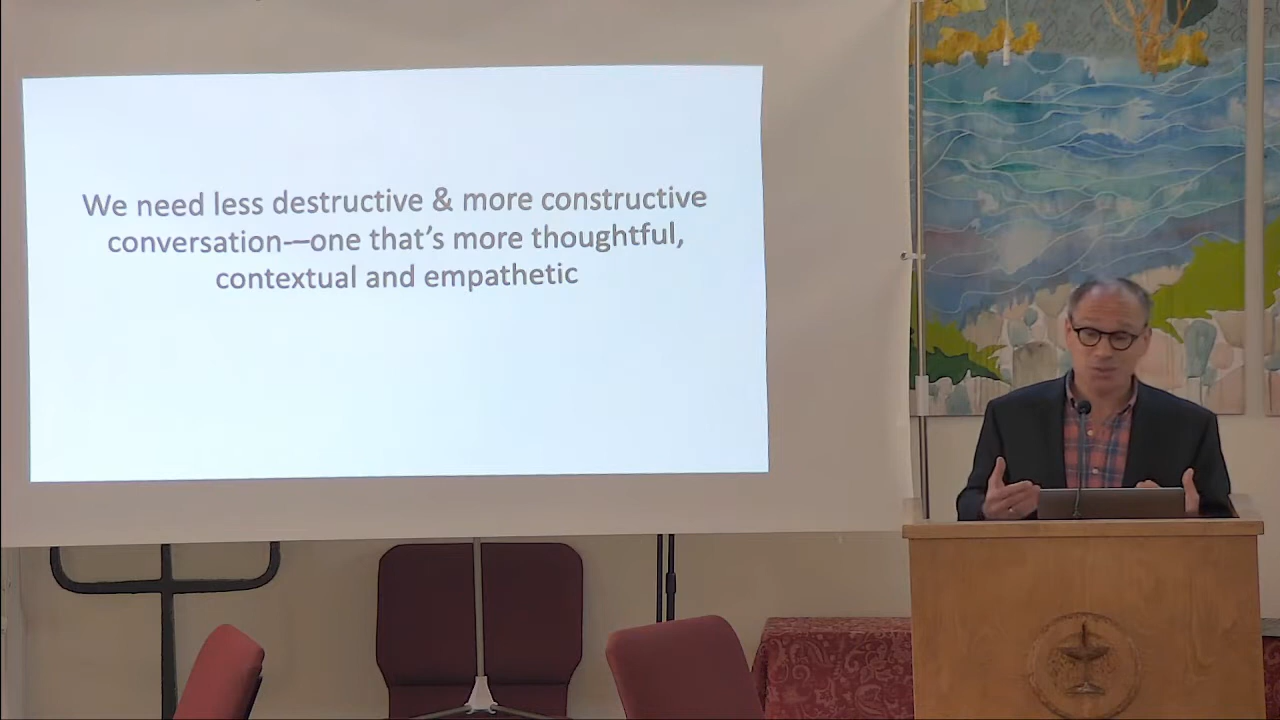 We need less destructive & more constructive
conversation—one that's more thoughtful,
contextual and empathetic